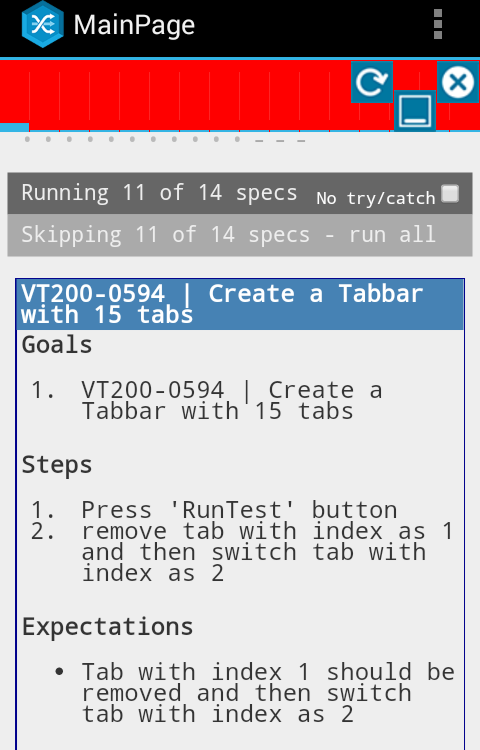 MainPage
Running 11 of 14 specs
No try/catch
Skipping 11 of 14 specs - run all
VT200-0594 | Create a Tabbar
with 15 tabs
Goals
1. VT200-0594 | Create a
Tabbar with 15 tabs
Steps
1. Press 'RunTest' button
2. remove tab with index as 1
and then switch tab with
index as 2
Expectations
• Tab with index 1 should be
removed and then switch
tab with index as 2